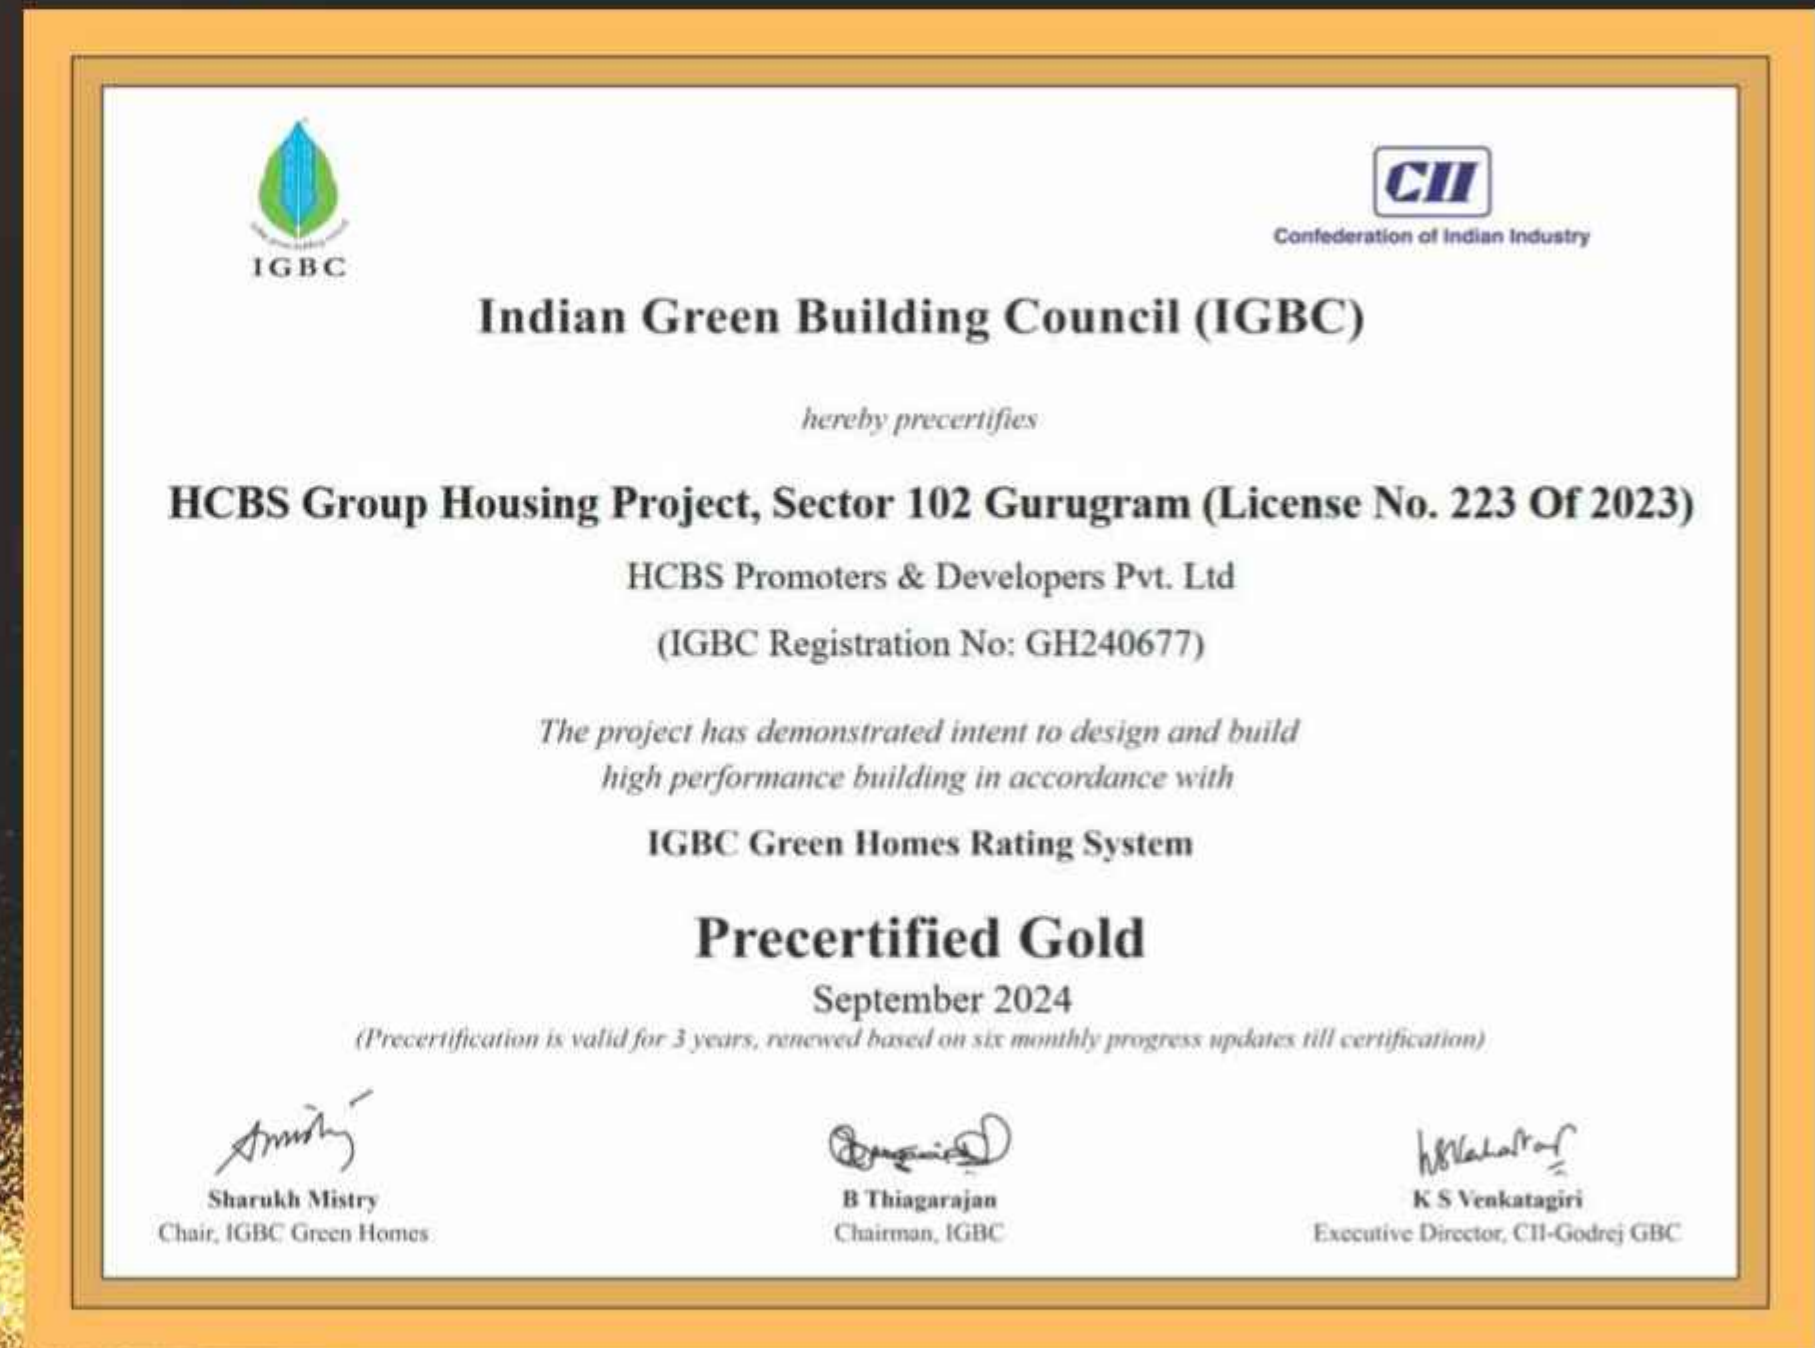 IGBC
CII
Confederation of Indian Industry
Indian Green Building Council (IGBC)
hereby precertifies
HCBS Group Housing Project, Sector 102 Gurugram (License No. 223 Of 2023)
HCBS Promoters & Developers Pvt. Ltd
(IGBC Registration No: GH240677)
The project has demonstrated intent to design and build
high performance building in accordance with
IGBC Green Homes Rating System
Precertified Gold
September 2024
(Precertification is valid for 3 years, renewed based on six monthly progress updates till certification)
Sharukh Mistry
Chair, IGBC Green Homes
B Thiagarajan
Chairman, IGBC
K S Venkatagiri
Executive Director, CII-Godrej GBC